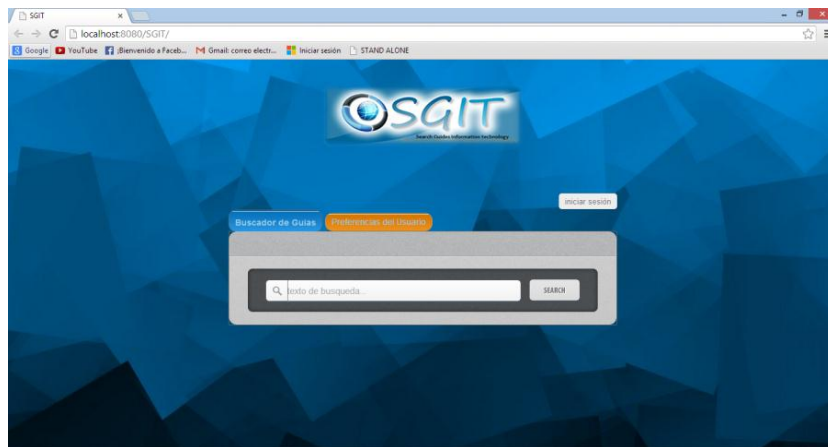 SGIT
localhost:8080/SGIT/
Google YouTube ¡Bienvenido a Faceb... Gmail: correo electr... Iniciar sesión STAND ALONE
SGIT
Search Guides Information technology
iniciar sesión
Buscador de Guias Preferencias del Usuario
texto de busqueda...
SEARCH